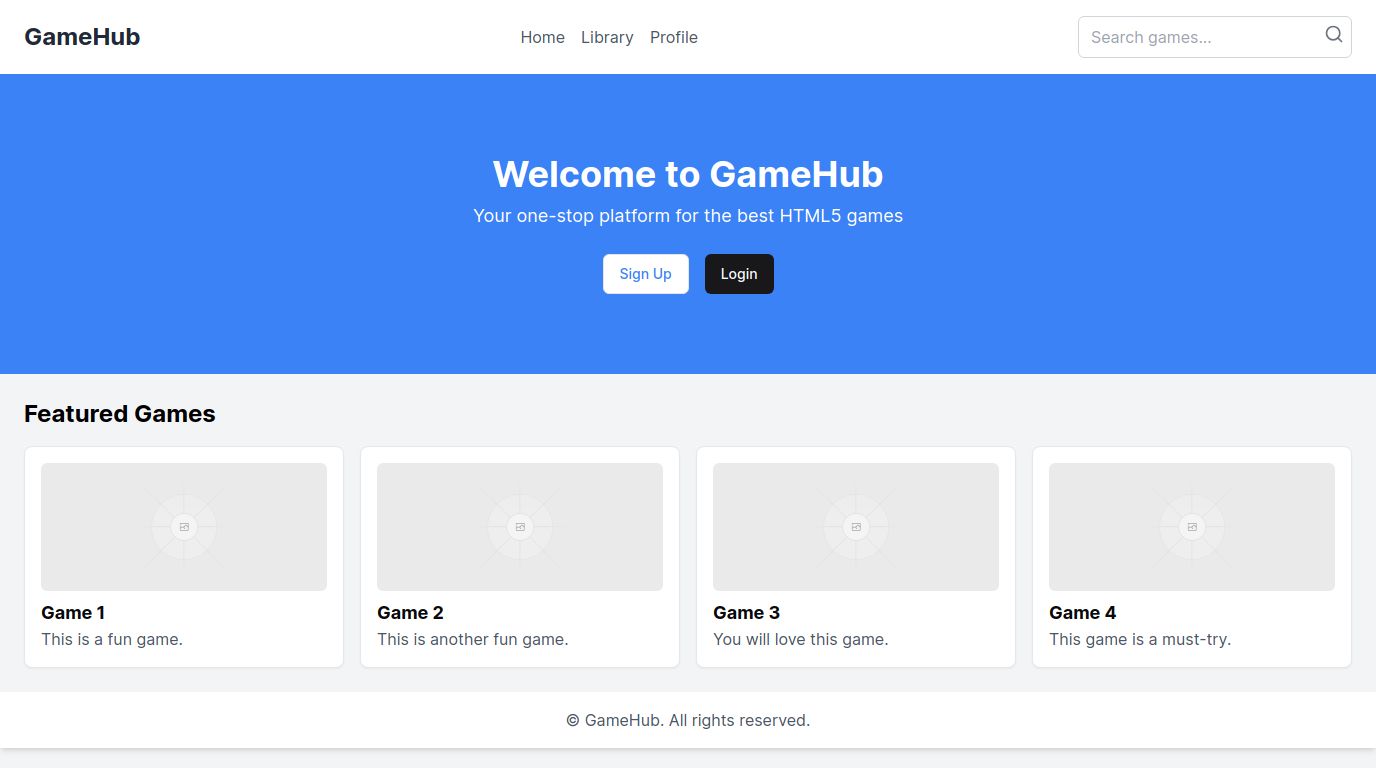 GameHub
Home Library Profile
Search games...
Welcome to GameHub
Your one-stop platform for the best HTML5 games
Sign Up Login
Featured Games
Game 1
This is a fun game.
Game 2
This is another fun game.
Game 3
You will love this game.
Game 4
This game is a must-try.
© GameHub. All rights reserved.